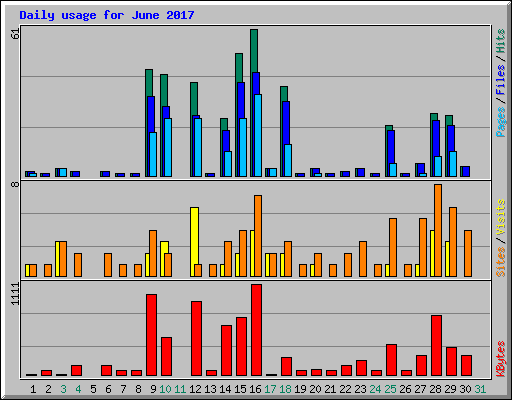 Daily usage for June 2017
61
Pages / Files / Hits
8
Sites / Visits
1111
KBytes
1 2 3 4 5 6 7 8 9 10 11 12 13 14 15 16 17 18 19 20 21 22 23 24 25 26 27 28 29 30 31